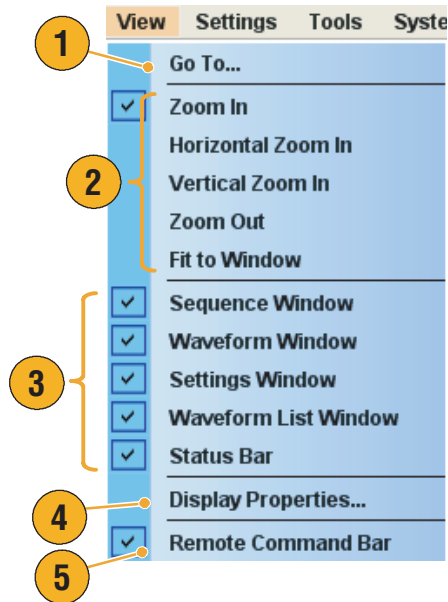 View Settings Tools Syste
1
Go To...
Zoom In
Horizontal Zoom In
2
Vertical Zoom In
Zoom Out
Fit to Window
Sequence Window
Waveform Window
3
Settings Window
Waveform List Window
Status Bar
4
Display Properties...
Remote Command Bar
5